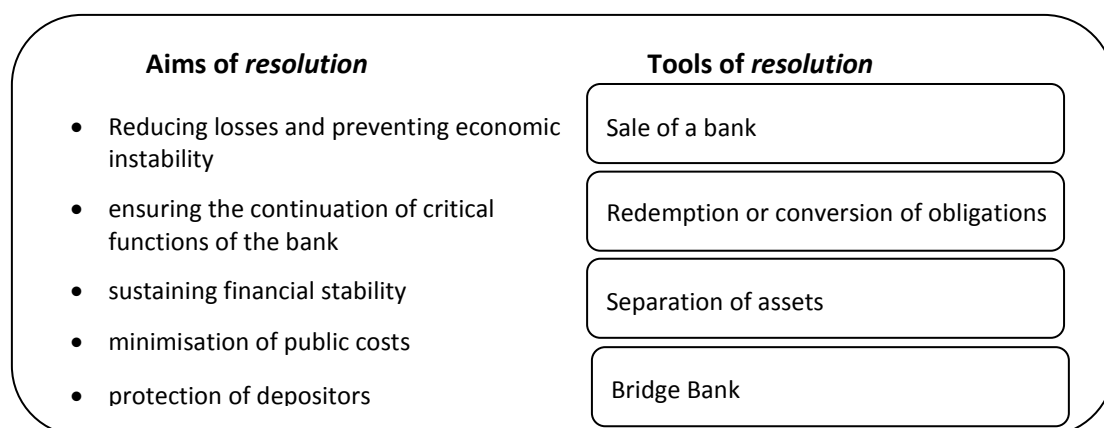 Aims of resolution
• Reducing losses and preventing economic
instability
• ensuring the continuation of critical
functions of the bank
• sustaining financial stability
• minimisation of public costs
• protection of depositors
Tools of resolution
Sale of a bank
Redemption or conversion of obligations
Separation of assets
Bridge Bank